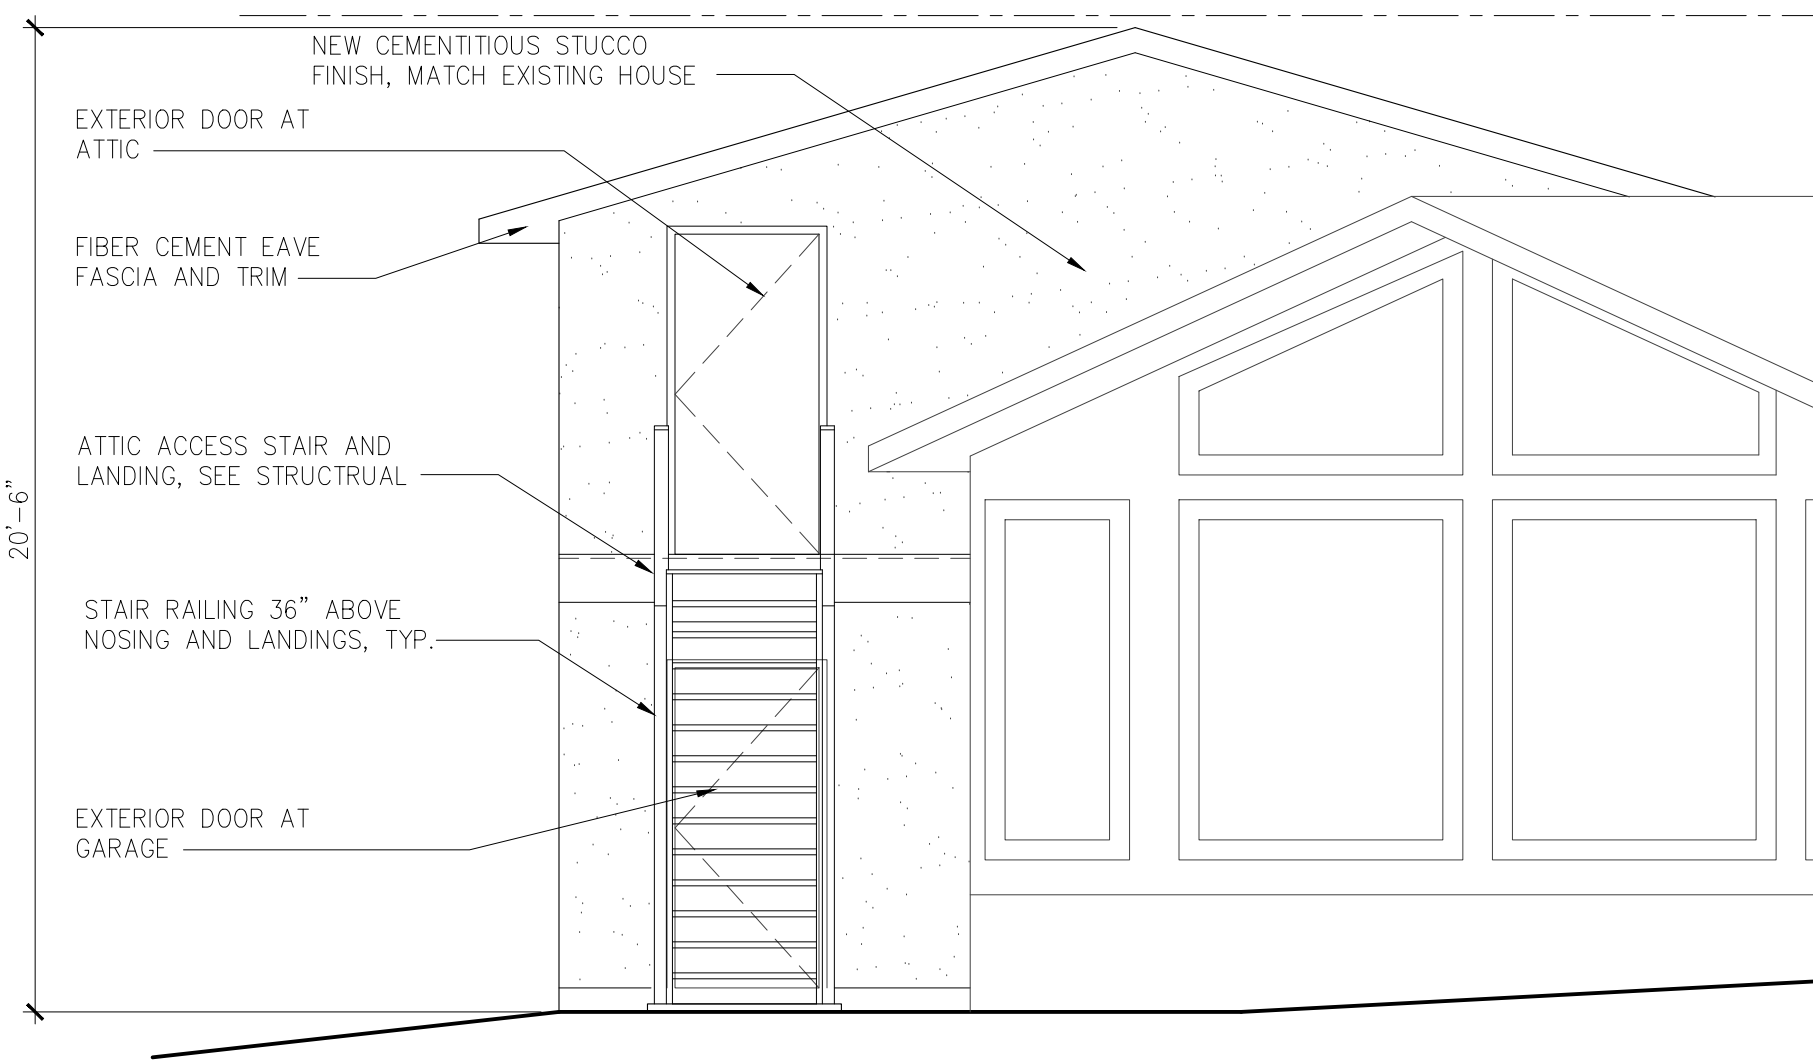 NEW CEMENTITIOUS STUCCO
FINISH, MATCH EXISTING HOUSE
EXTERIOR DOOR AT
ATTIC
FIBER CEMENT EAVE
FASCIA AND TRIM
ATTIC ACCESS STAIR AND
LANDING, SEE STRUCTRUAL
20'-6"
STAIR RAILING 36" ABOVE
NOSING AND LANDINGS, TYP.
EXTERIOR DOOR AT
GARAGE